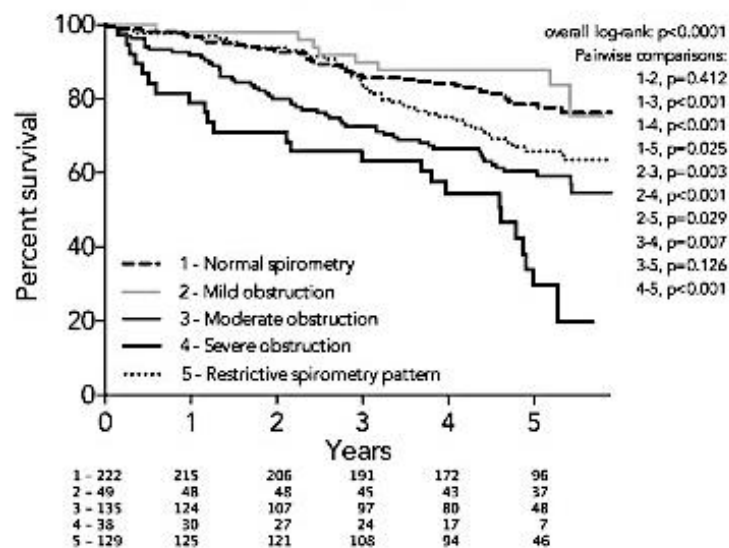 overall log-rank: p<0.0001
Pairwise comparisons:
1-2, p=0.412
1-3, p<0.001
1-4, p<0.001
1-5, p=0.025
2-3, p=0.003
2-4, p<0.001
2-5, p=0.029
3-4, p=0.007
3-5, p=0.126
4-5, p<0.001
Percent survival
100
80
60
40
20
0
1 - Normal spirometry
2 - Mild obstruction
3 - Moderate obstruction
4 - Severe obstruction
5 - Restrictive spirometry pattern
0 1 2 3 4 5
Years
1 - 222 215 206 191 172 96
2 - 49 48 48 45 43 37
3 - 135 124 107 97 80 48
4 - 38 30 27 24 17 7
5 - 129 125 121 108 94 46